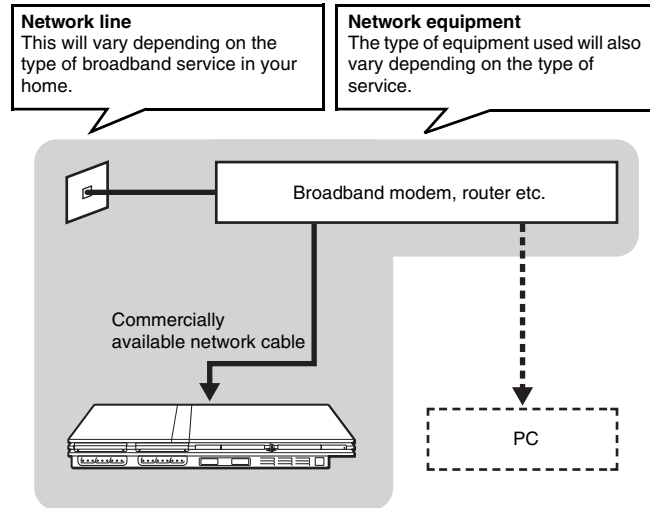 Network line
This will vary depending on the
type of broadband service in your
home.
Network equipment
The type of equipment used will also
vary depending on the type of
service.
Broadband modem, router etc.
Commercially
available network cable
PC